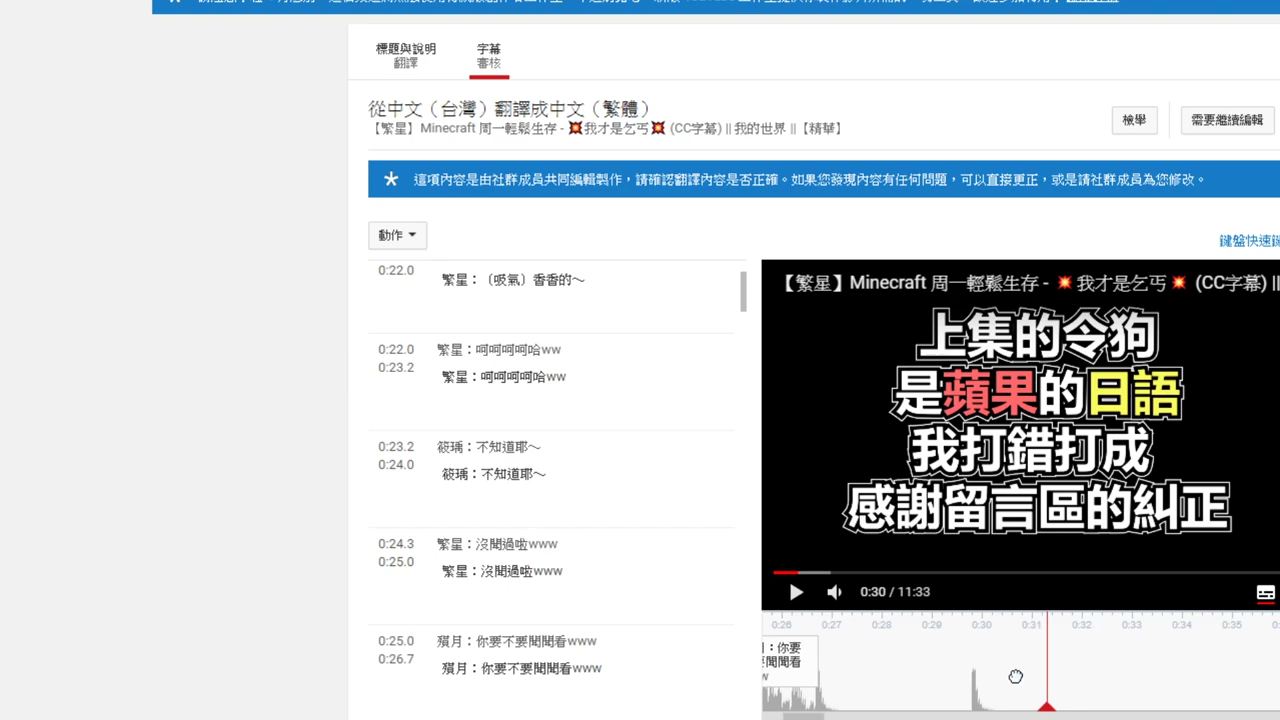 標題與說明
翻譯
字幕
審核
從中文（台灣）翻譯成中文（繁體）
【繁星】Minecraft 周一輕鬆生存 - 💥我才是乞丐💥 (CC字幕) || 我的世界 ||【精華】
檢舉
需要繼續編輯
* 這項內容是由社群成員共同編輯製作，請確認翻譯內容是否正確。如果您發現內容有任何問題，可以直接更正，或是請社群成員為您修改。
動作
鍵盤快速鍵
0:22.0
繁星：（吸氣）香香的～
0:22.0 繁星：呵呵呵呵哈ww
0:23.2 繁星：呵呵呵呵哈ww
0:23.2 筱瑀：不知道耶～
0:24.0 筱瑀：不知道耶～
0:24.3 繁星：沒聞過啦www
0:25.0 繁星：沒聞過啦www
0:25.0 殞月：你要不要聞聞看www
0:26.7 殞月：你要不要聞聞看www
【繁星】Minecraft 周一輕鬆生存 - 💥 我才是乞丐 💥 (CC字幕) ||
上集的令狗
是蘋果的日語
我打錯打成
感謝留言區的糾正
0:30 / 11:33
0:26 0:27 0:28 0:29 0:30 0:31 0:32 0:33 0:34 0:35
：你要
聞聞看
w